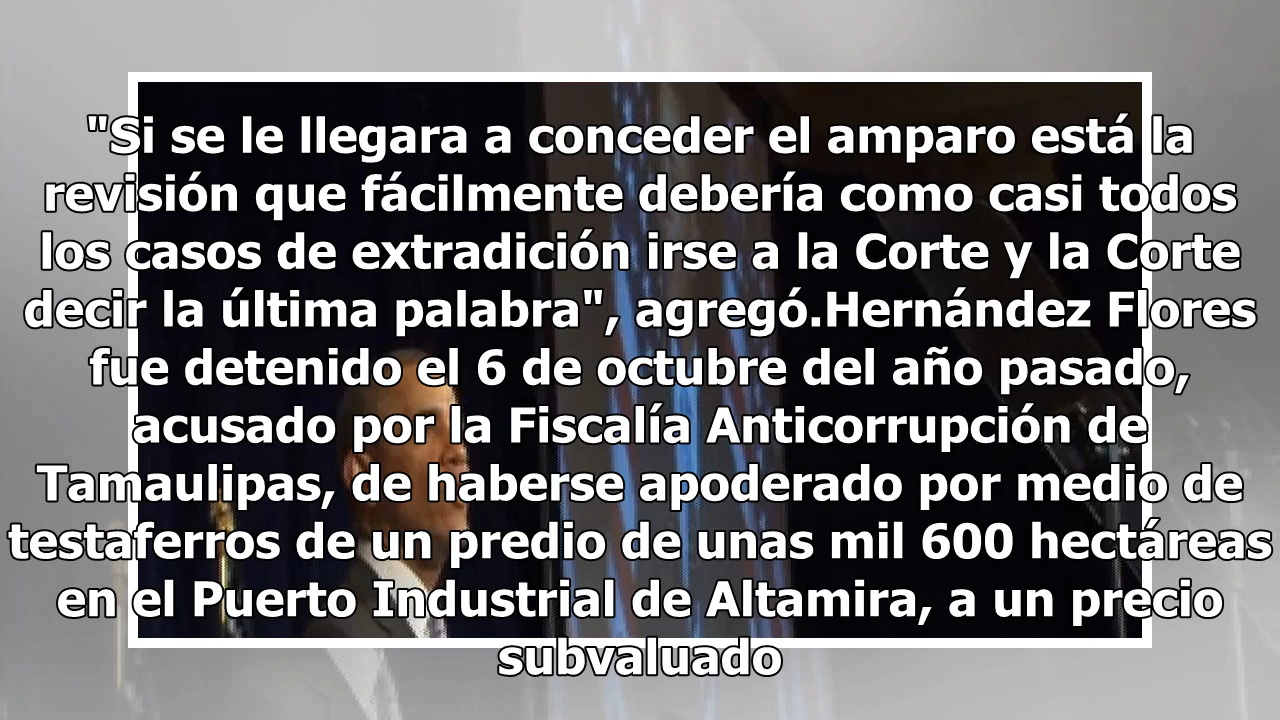 "Si se le llegara a conceder el amparo está la
revisión que fácilmente debería como casi todos
los casos de extradición irse a la Corte y la Corte
decir la última palabra", agregó.Hernández Flores
fue detenido el 6 de octubre del año pasado,
acusado por la Fiscalía Anticorrupción de
Tamaulipas, de haberse apoderado por medio de
testaferros de un predio de unas mil 600 hectáreas
en el Puerto Industrial de Altamira, a un precio
subvaluado